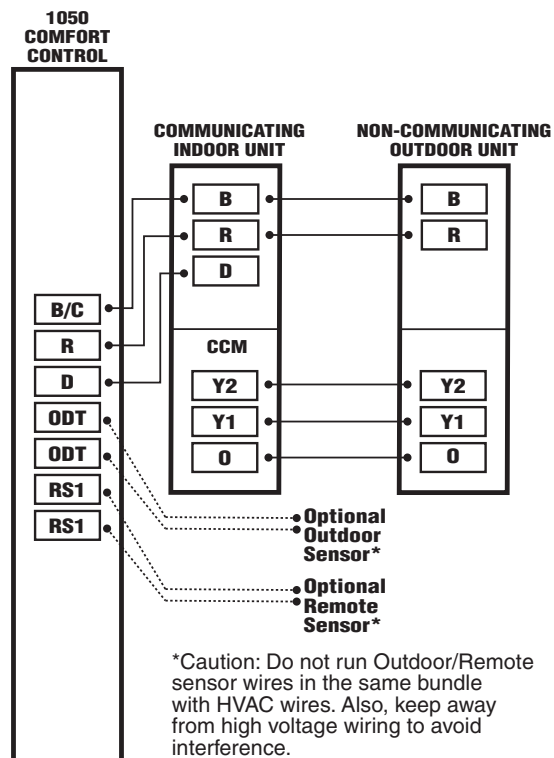 1050
COMFORT
CONTROL
COMMUNICATING
INDOOR UNIT
NON-COMMUNICATING
OUTDOOR UNIT
B
R
D
B
R
B/C
R
D
ODT
ODT
RS1
RS1
CCM
Y2
Y1
O
Y2
Y1
O
Optional
Outdoor
Sensor*
Optional
Remote
Sensor*
*Caution: Do not run Outdoor/Remote
sensor wires in the same bundle
with HVAC wires. Also, keep away
from high voltage wiring to avoid
interference.